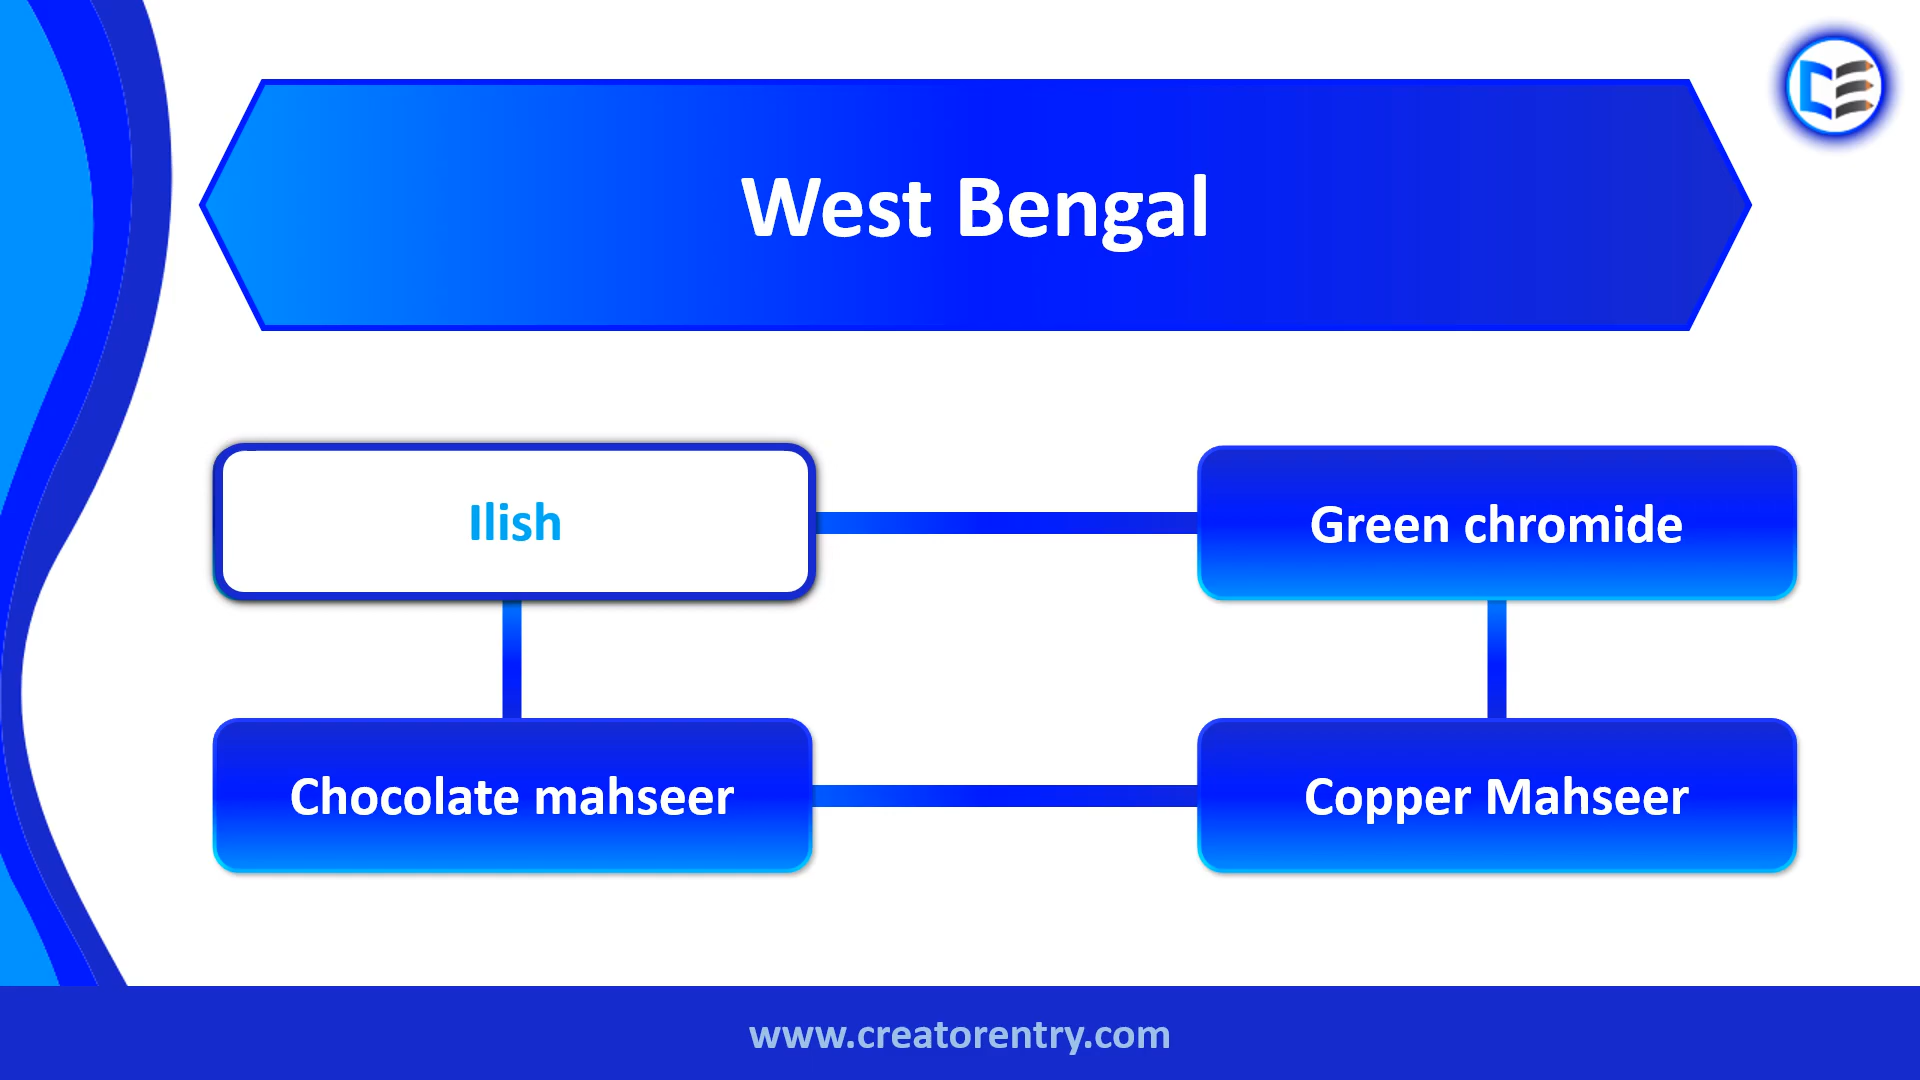 West Bengal
Ilish
Green chromide
Chocolate mahseer
Copper Mahseer
www.creatorentry.com